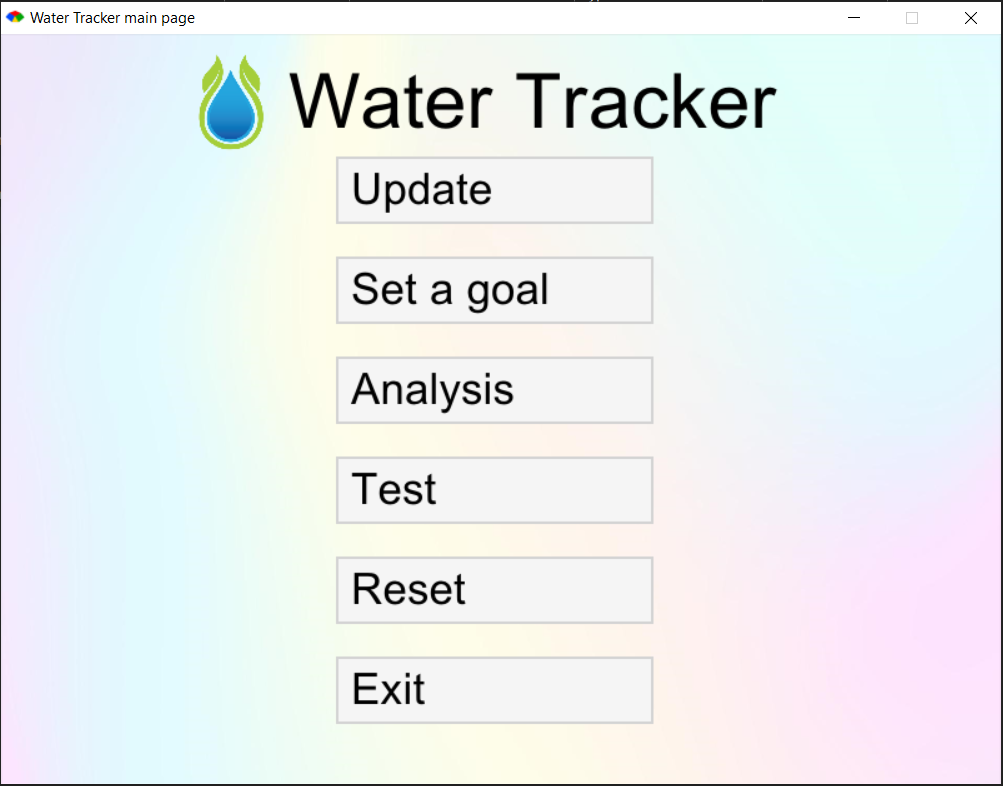 Water Tracker main page
Water Tracker
Update
Set a goal
Analysis
Test
Reset
Exit